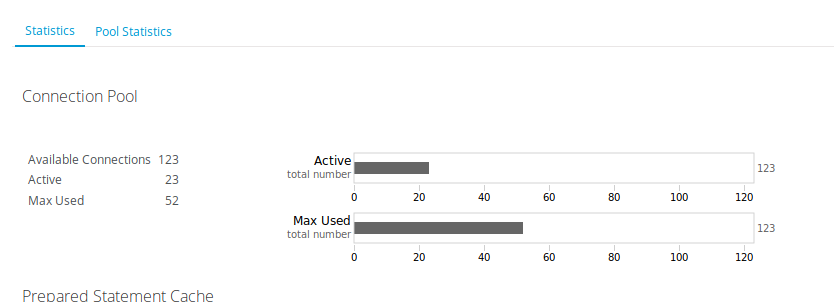 Statistics Pool Statistics
Connection Pool
Available Connections 123
Active 23
Max Used 52
Active
total number
123
0 20 40 60 80 100 120
Max Used
total number
123
0 20 40 60 80 100 120
Prepared Statement Cache